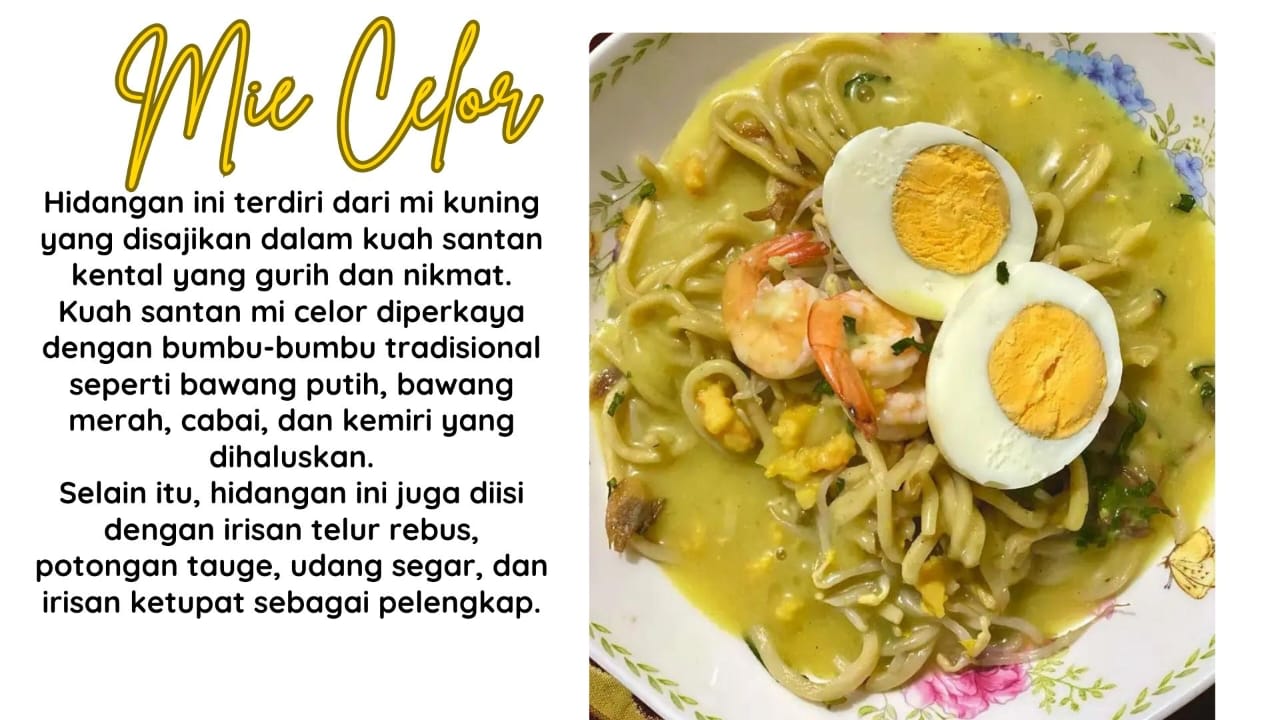 Mie Celor
Hidangan ini terdiri dari mi kuning
yang disajikan dalam kuah santan
kental yang gurih dan nikmat.
Kuah santan mi celor diperkaya
dengan bumbu-bumbu tradisional
seperti bawang putih, bawang
merah, cabai, dan kemiri yang
dihaluskan.
Selain itu, hidangan ini juga diisi
dengan irisan telur rebus,
potongan tauge, udang segar, dan
irisan ketupat sebagai pelengkap.